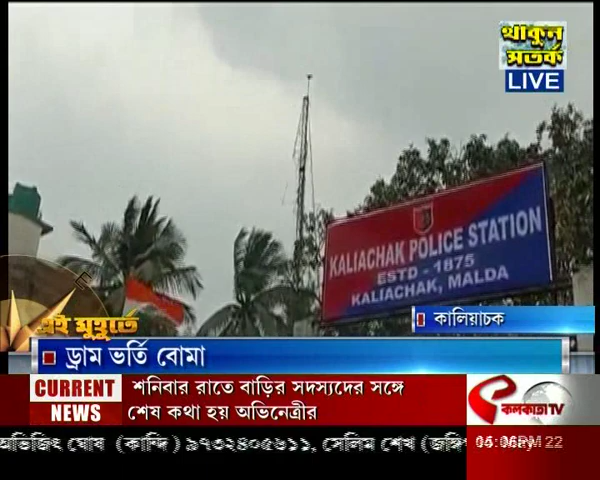 থাকুন
সতর্ক
LIVE
KALIACHAK POLICE STATION
ESTD - 1875
KALIACHAK, MALDA
কালিয়াচক
এই মুহূর্তে
ড্রাম ভর্তি বোমা
CURRENT
NEWS
শনিবার রাতে বাড়ির সদস্যদের সঙ্গে
শেষ কথা হয় অভিনেত্রীর
কলকাতা TV
অভিজিৎ ঘোষ (কান্দি) ৯৭৩২৪০৫৬১১, সেলিম শেখ (জঙ্গি